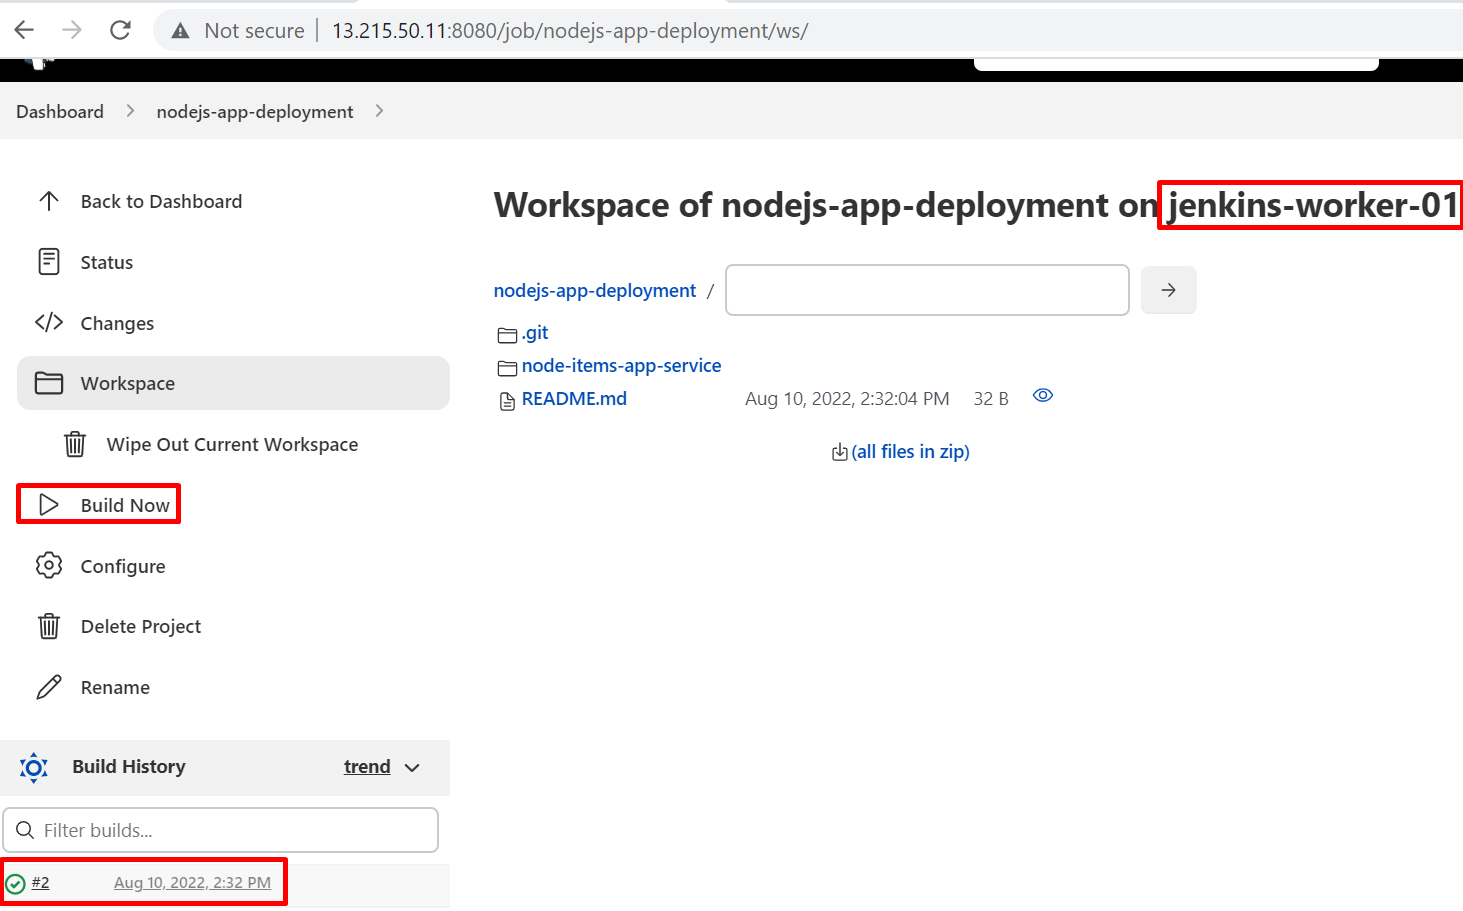 Not secure | 13.215.50.11:8080/job/nodejs-app-deployment/ws/
Dashboard > nodejs-app-deployment >
Back to Dashboard
Status
Changes
Workspace
Wipe Out Current Workspace
Build Now
Configure
Delete Project
Rename
Build History trend
Filter builds...
#2 Aug 10, 2022, 2:32 PM
Workspace of nodejs-app-deployment on jenkins-worker-01
nodejs-app-deployment /
.git
node-items-app-service
README.md Aug 10, 2022, 2:32:04 PM 32 B
(all files in zip)